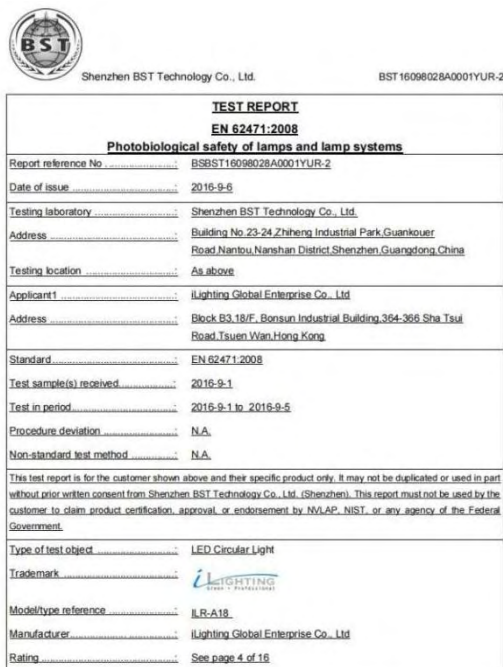 BST
Shenzhen BST Technology Co., Ltd. BST16098028A0001YUR-2
TEST REPORT
EN 62471:2008
Photobiological safety of lamps and lamp systems
Report reference No ........................: BSBST16098028A0001YUR-2
Date of issue ........................: 2016-9-6
Testing laboratory ........................: Shenzhen BST Technology Co., Ltd.
Address ........................: Building No.23-24,Zhiheng Industrial Park,Guankouer
Road,Nantou,Nanshan District,Shenzhen,Guangdong,China
Testing location ........................: As above
Applicant1 ........................: iLighting Global Enterprise Co., Ltd
Address ........................: Block B3,18/F, Bonsun Industrial Building,364-366 Sha Tsui
Road,Tsuen Wan,Hong Kong
Standard ........................: EN 62471:2008
Test sample(s) received ........................: 2016-9-1
Test in period ........................: 2016-9-1 to 2016-9-5
Procedure deviation ........................: N.A.
Non-standard test method ........................: N.A.
This test report is for the customer shown above and their specific product only. It may not be duplicated or used in part
without prior written consent from Shenzhen BST Technology Co., Ltd. (Shenzhen). This report must not be used by the
customer to claim product certification, approval, or endorsement by NVLAP, NIST, or any agency of the Federal
Government.
Type of test object ........................: LED Circular Light
Trademark ........................: iLIGHTING
Green • Professional
Model/type reference ........................: ILR-A18
Manufacturer ........................: iLighting Global Enterprise Co., Ltd
Rating ........................: See page 4 of 16